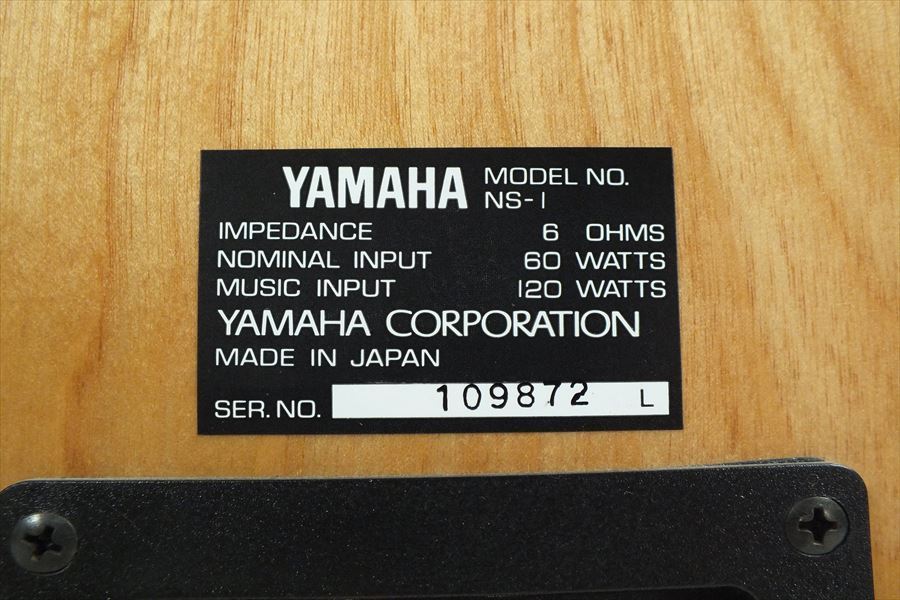 YAMAHA MODEL NO.
NS-1
IMPEDANCE 6 OHMS
NOMINAL INPUT 60 WATTS
MUSIC INPUT 120 WATTS
YAMAHA CORPORATION
MADE IN JAPAN
SER. NO. 109872 L